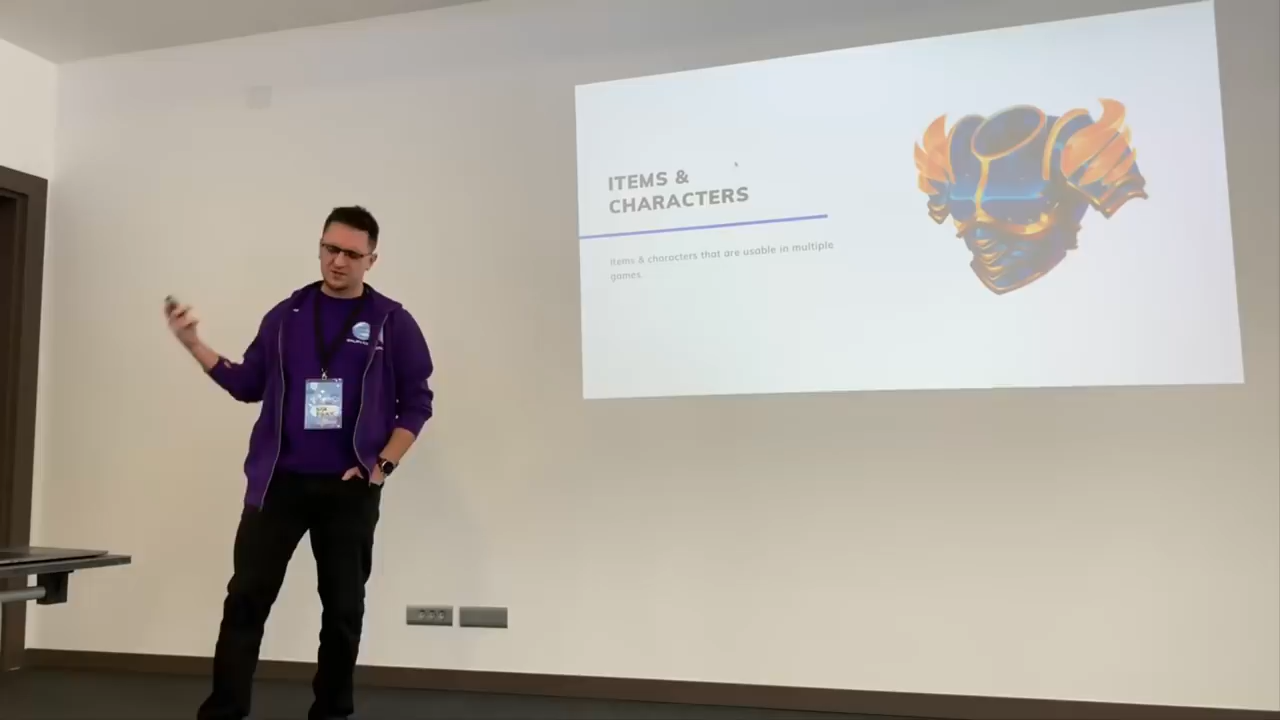 ITEMS &
CHARACTERS
Items & characters that are usable in multiple
games.